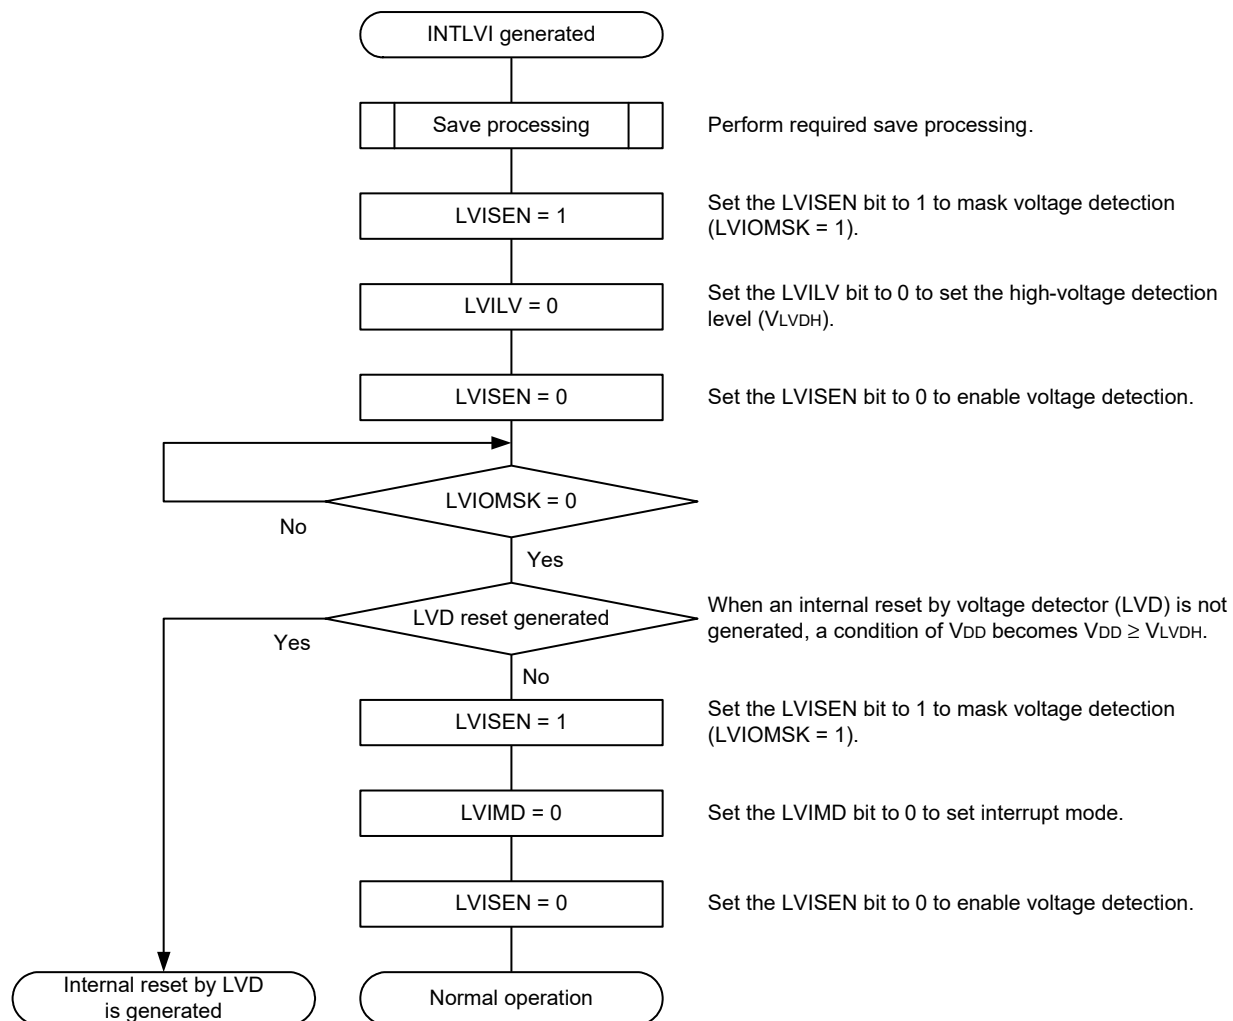 INTLVI generated
Save processing
Perform required save processing.
LVISEN = 1
Set the LVISEN bit to 1 to mask voltage detection
(LVIOMSK = 1).
LVILV = 0
Set the LVILV bit to 0 to set the high-voltage detection
level (VLVDH).
LVISEN = 0
Set the LVISEN bit to 0 to enable voltage detection.
LVIOMSK = 0
No
Yes
LVD reset generated
When an internal reset by voltage detector (LVD) is not
generated, a condition of VDD becomes VDD ≥ VLVDH.
Yes
No
LVISEN = 1
Set the LVISEN bit to 1 to mask voltage detection
(LVIOMSK = 1).
LVIMD = 0
Set the LVIMD bit to 0 to set interrupt mode.
LVISEN = 0
Set the LVISEN bit to 0 to enable voltage detection.
Internal reset by LVD
is generated
Normal operation